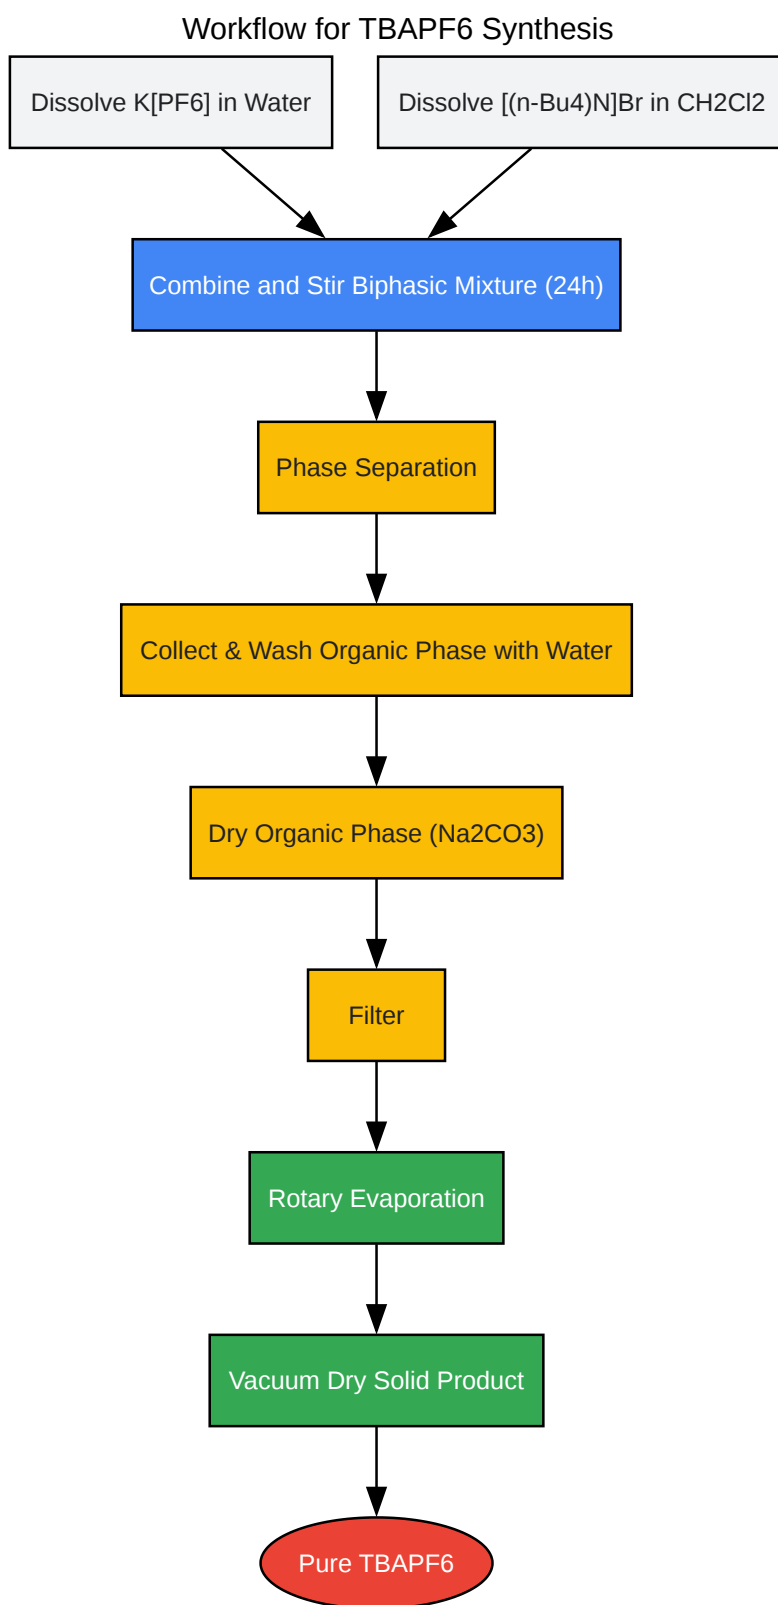 Workflow for TBAPF6 Synthesis
Dissolve K[PF6] in Water
Dissolve [(n-Bu4)N]Br in CH2Cl2
Combine and Stir Biphasic Mixture (24h)
Phase Separation
Collect & Wash Organic Phase with Water
Dry Organic Phase (Na2CO3)
Filter
Rotary Evaporation
Vacuum Dry Solid Product
Pure TBAPF6